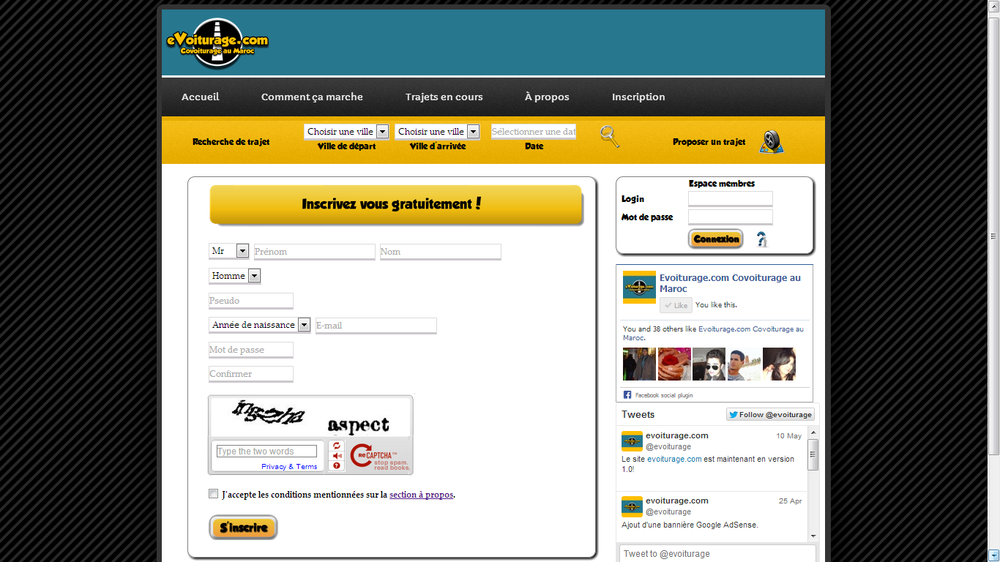 eVoiturage.com
Covoiturage au Maroc
Accueil Comment ça marche Trajets en cours À propos Inscription
Recherche de trajet
Choisir une ville Choisir une ville Sélectionner une dat
Ville de départ Ville d'arrivée Date
Proposer un trajet
Inscrivez vous gratuitement !
Mr Prénom Nom
Homme
Pseudo
Année de naissance E-mail
Mot de passe
Confirmer
aspect
Type the two words
Privacy & Terms
reCAPTCHA™
stop spam.
read books.
J'accepte les conditions mentionnées sur la section à propos.
S'inscrire
Espace membres
Login
Mot de passe
Connexion
Evoiturage.com Covoiturage au
Maroc
Like You like this.
You and 38 others like Evoiturage.com Covoiturage au
Maroc.
Facebook social plugin
Tweets Follow @evoiturage
evoiturage.com 10 May
@evoiturage
Le site evoiturage.com est maintenant en version
1.0!
evoiturage.com 25 Apr
@evoiturage
Ajout d'une bannière Google AdSense.
Tweet to @evoiturage